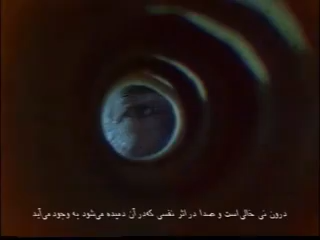 درون نی خالی است و صدا در اثر نفسی که در آن دمیده می‌شود به وجود می‌آید